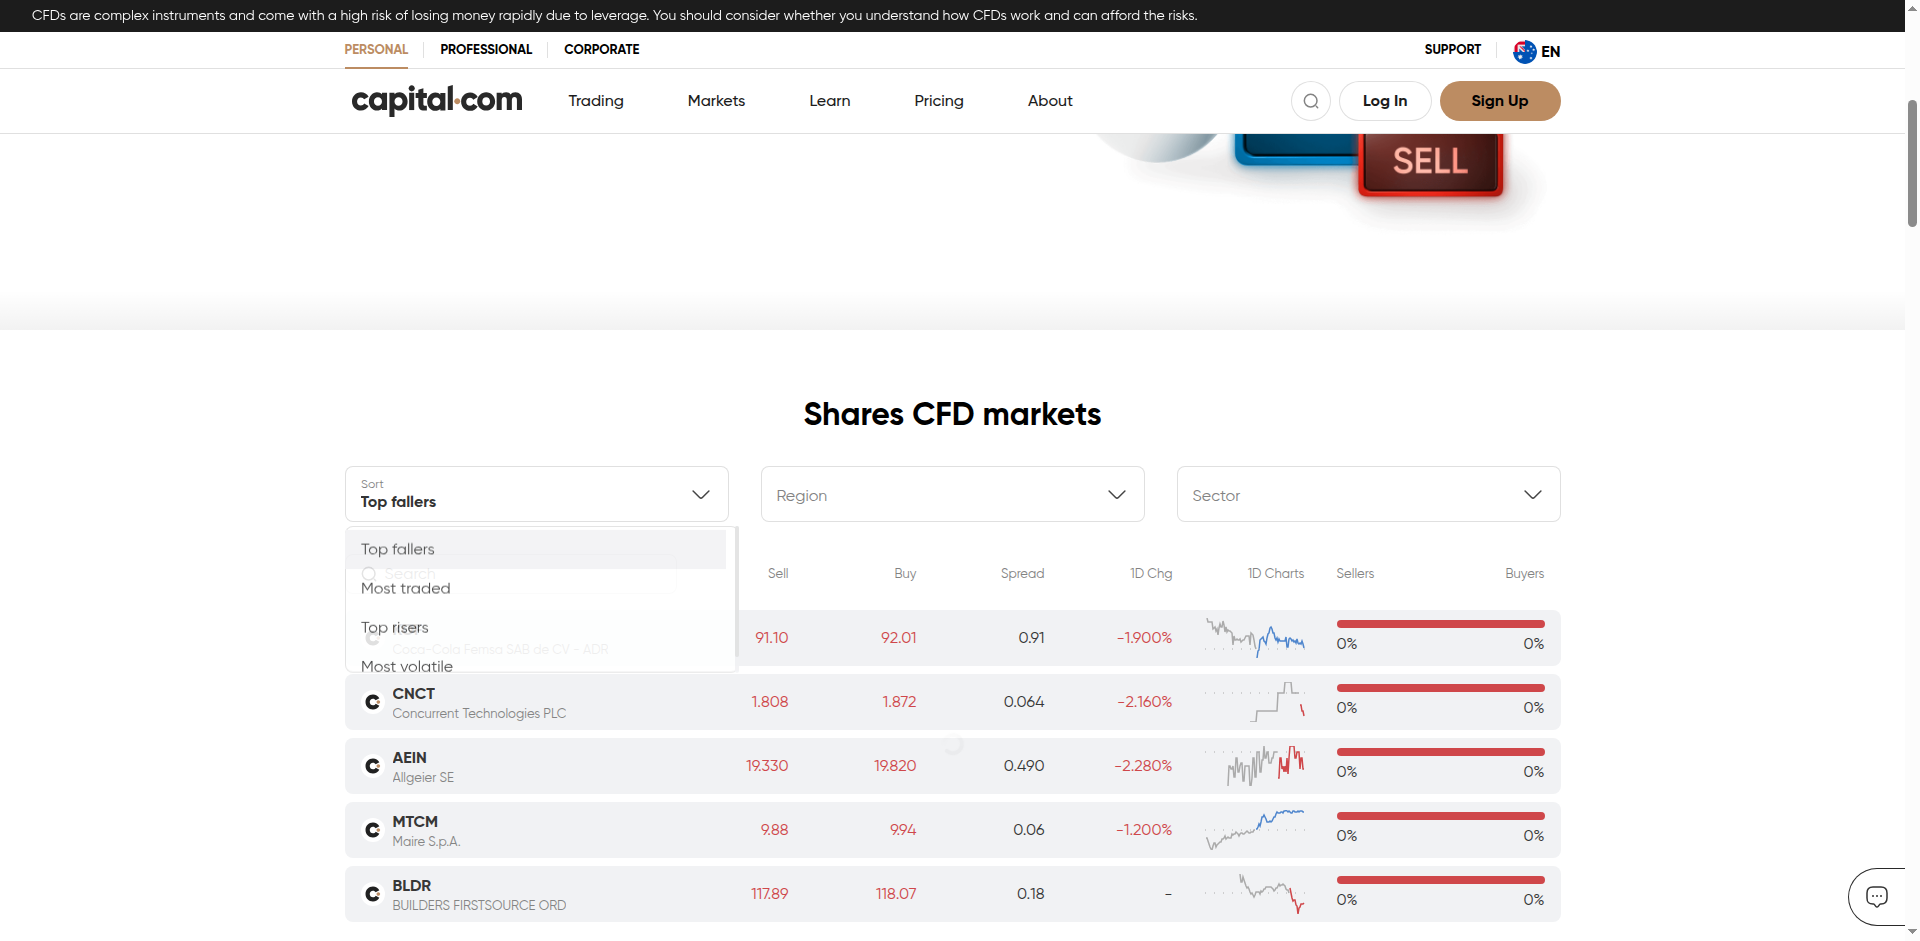 CFDs are complex instruments and come with a high risk of losing money rapidly due to leverage. You should consider whether you understand how CFDs work and can afford the risks.
PERSONAL PROFESSIONAL CORPORATE SUPPORT EN
capital.com Trading Markets Learn Pricing About Log In Sign Up
SELL
Shares CFD markets
Sort
Top fallers
Region
Sector
Top fallers
Search
Most traded
Top risers
Most volatile
Sell Buy Spread 1D Chg 1D Charts Sellers Buyers
Coca-Cola Femsa SAB de CV - ADR
91.10 92.01 0.91 -1.900% 0% 0%
CNCT
Concurrent Technologies PLC
1.808 1.872 0.064 -2.160% 0% 0%
AEIN
Allgeier SE
19.330 19.820 0.490 -2.280% 0% 0%
MTCM
Maire S.p.A.
9.88 9.94 0.06 -1.200% 0% 0%
BLDR
BUILDERS FIRSTSOURCE ORD
117.89 118.07 0.18 - 0% 0%